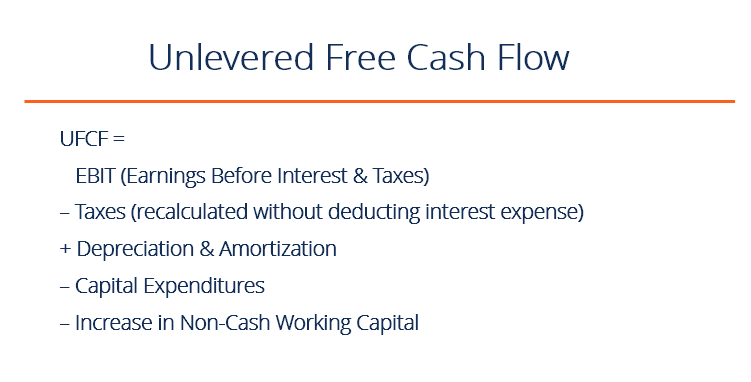 Unlevered Free Cash Flow
UFCF =
EBIT (Earnings Before Interest & Taxes)
– Taxes (recalculated without deducting interest expense)
+ Depreciation & Amortization
– Capital Expenditures
– Increase in Non-Cash Working Capital